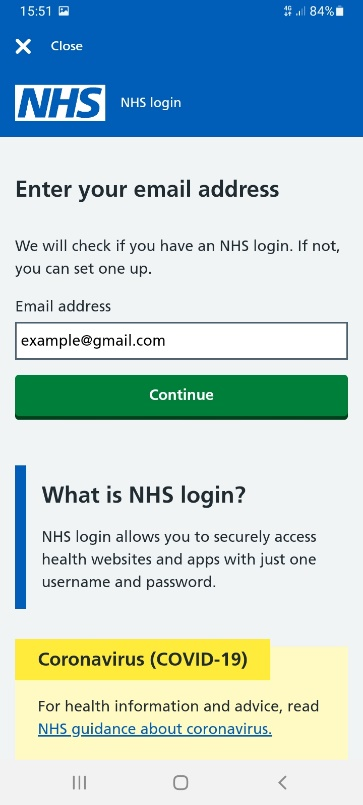 15:51 4G 84%
Close
NHS NHS login
Enter your email address
We will check if you have an NHS login. If not,
you can set one up.
Email address
example@gmail.com
Continue
What is NHS login?
NHS login allows you to securely access
health websites and apps with just one
username and password.
Coronavirus (COVID-19)
For health information and advice, read
NHS guidance about coronavirus.